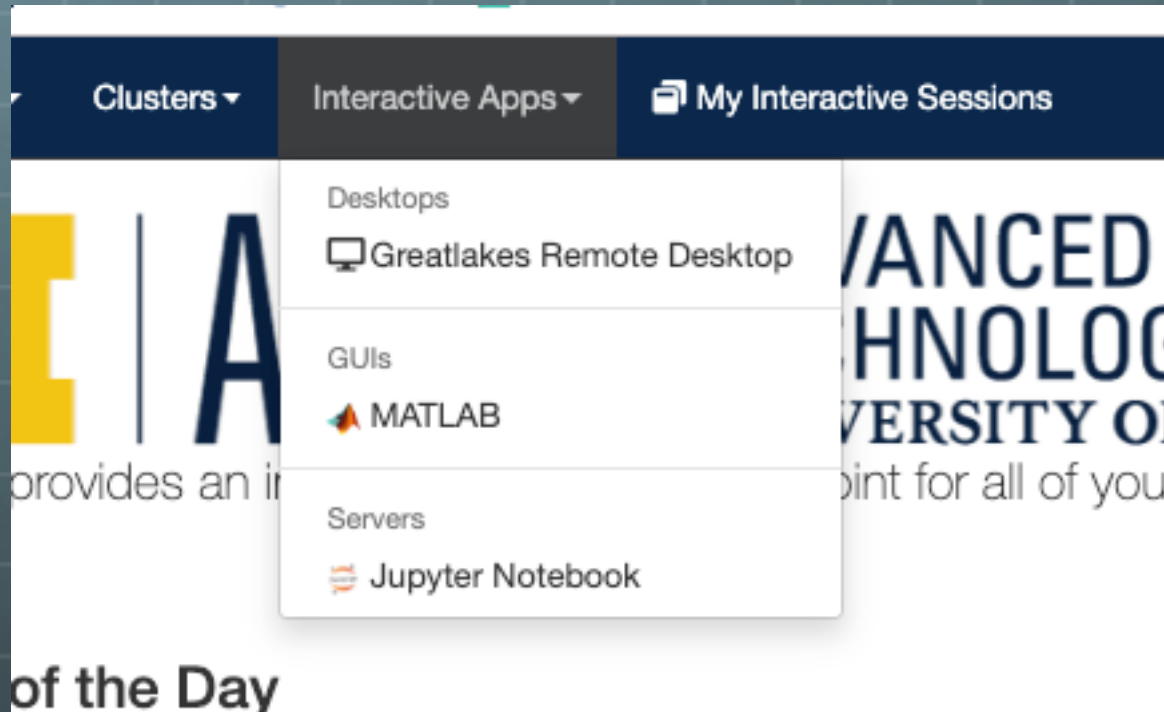 Clusters Interactive Apps My Interactive Sessions
Desktops
Greatlakes Remote Desktop
GUIs
MATLAB
Servers
Jupyter Notebook
A VANCED
HNOLOG
VERSITY O
provides an i oint for all of you
of the Day